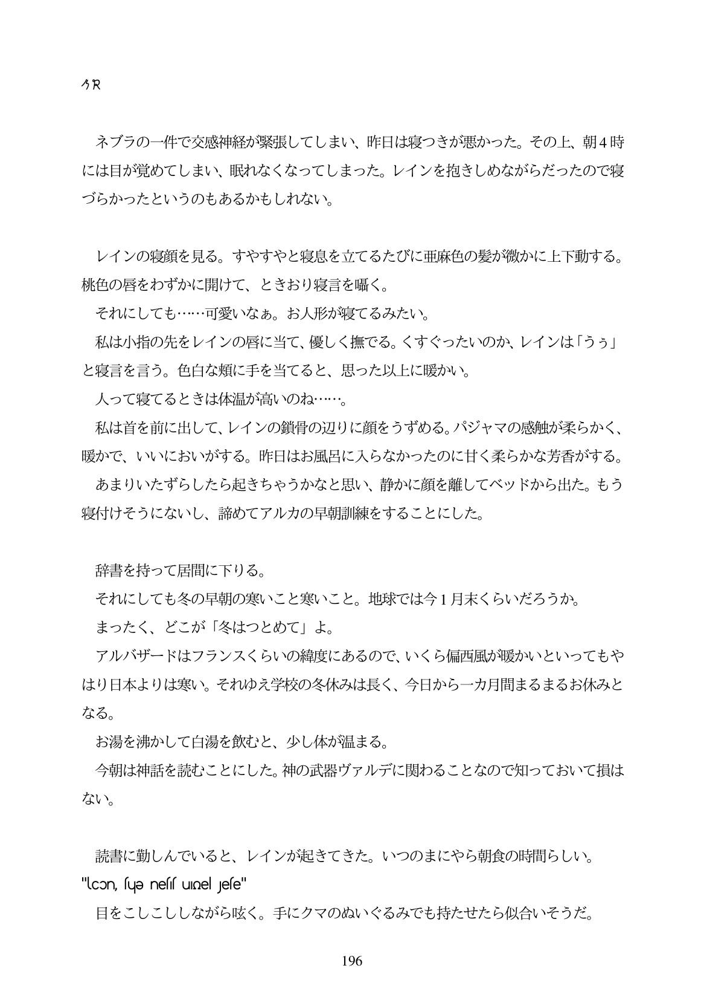 ネブラの一件で交感神経が緊張してしまい、昨日は寝つきが悪かった。その上、朝4時
には目が覚めてしまい、眠れなくなってしまった。レインを抱きしめながらだったので寝
づらかったというのもあるかもしれない。
レインの寝顔を見る。すやすやと寝息を立てるたびに亜麻色の髪が微かに上下動する。
桃色の唇をわずかに開けて、ときおり寝言を囁く。
それにしても……可愛いなぁ。お人形が寝てるみたい。
私は小指の先をレインの唇に当て、優しく撫でる。くすぐったいのか、レインは「うぅ」
と寝言を言う。色白な頬に手を当てると、思った以上に暖かい。
人って寝てるときは体温が高いのね……。
私は首を前に出して、レインの鎖骨の辺りに顔をうずめる。パジャマの感触が柔らかく、
暖かで、いいにおいがする。昨日はお風呂に入らなかったのに甘く柔らかな芳香がする。
あまりいたずらしたら起きちゃうかなと思い、静かに顔を離してベッドから出た。もう
寝付けそうにないし、諦めてアルカの早朝訓練をすることにした。
辞書を持って居間に下りる。
それにしても冬の早朝の寒いこと寒いこと。地球では今1月末くらいだろうか。
まったく、どこが「冬はつとめて」よ。
アルバザードはフランスくらいの緯度にあるので、いくら偏西風が暖かいといってもや
はり日本よりは寒い。それゆえ学校の冬休みは長く、今日から一カ月間まるまるお休みと
なる。
お湯を沸かして白湯を飲むと、少し体が温まる。
今朝は神話を読むことにした。神の武器ヴァルデに関わることなので知っておいて損は
ない。
読書に勤しんでいると、レインが起きてきた。いつのまにやら朝食の時間らしい。
目をこしこししながら呟く。手にクマのぬいぐるみでも持たせたら似合いそうだ。
196